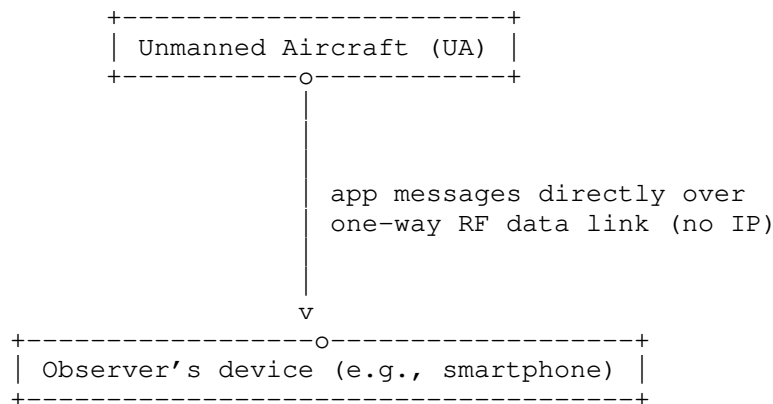 Unmanned Aircraft (UA)
app messages directly over
one-way RF data link (no IP)
v
Observer's device (e.g., smartphone)